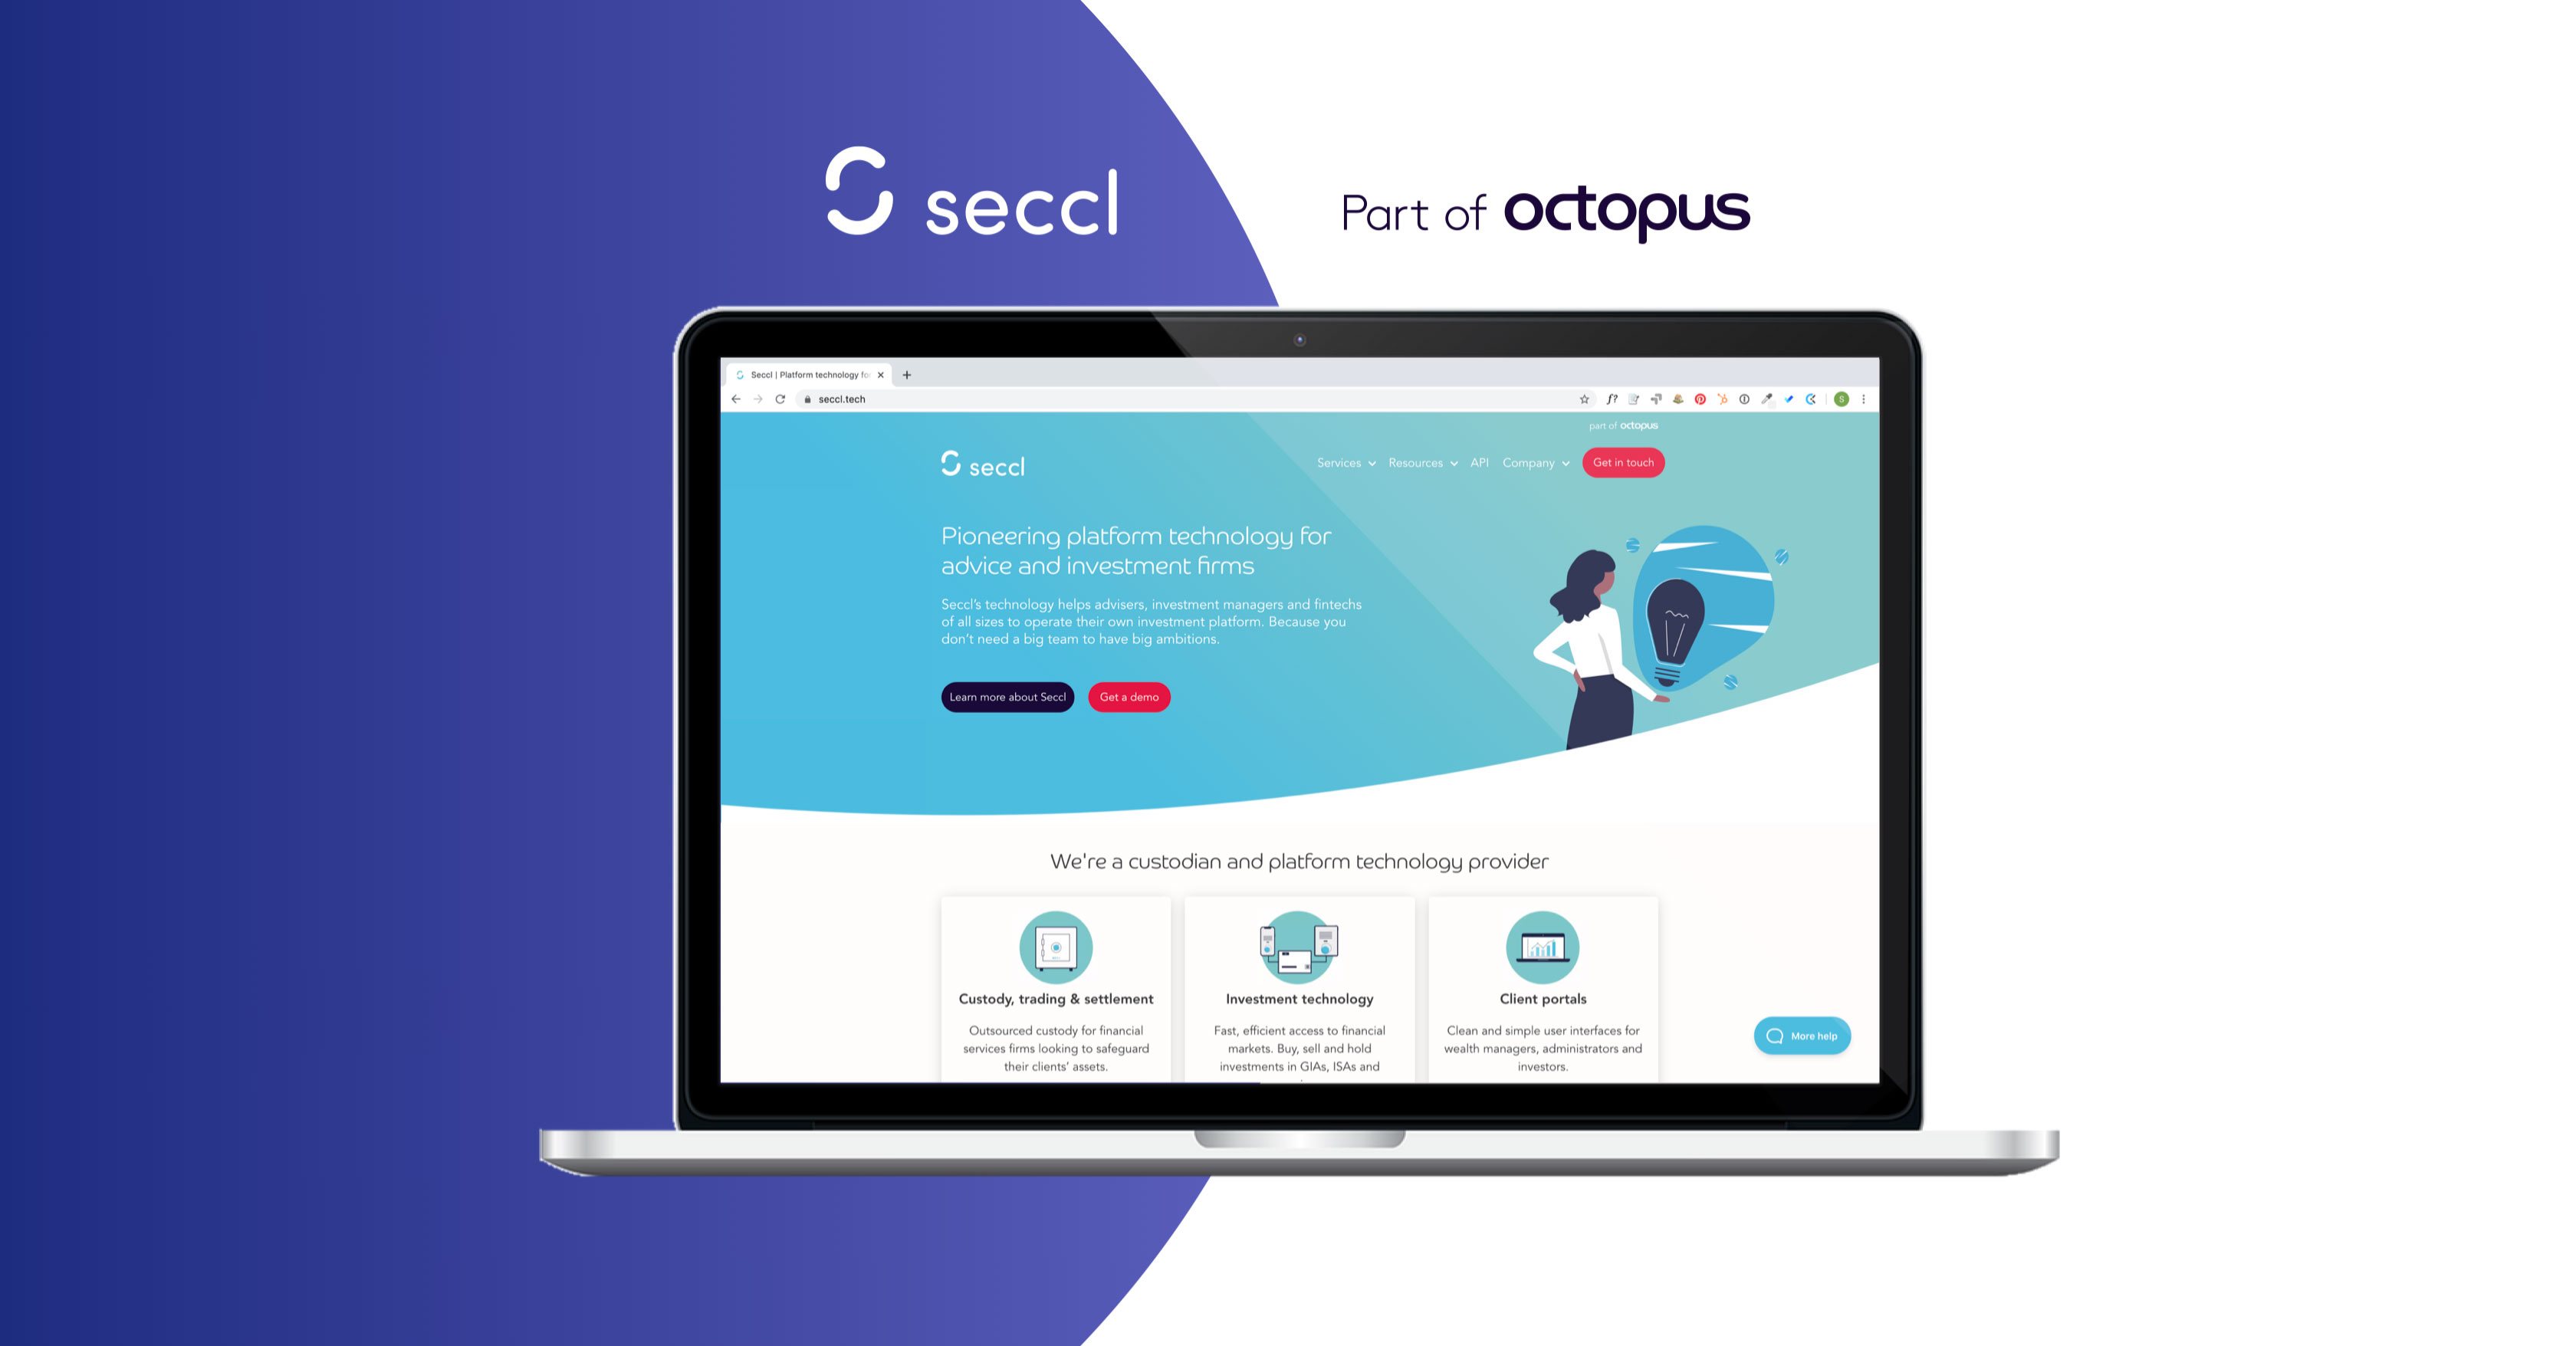 seccl
Part of octopus
Seccl | Platform technology fo
seccl.tech
f?
S
part of octopus
seccl
Services
Resources
API
Company
Get in touch
Pioneering platform technology for
advice and investment firms
Seccl's technology helps advisers, investment managers and fintechs
of all sizes to operate their own investment platform. Because you
don't need a big team to have big ambitions.
Learn more about Seccl
Get a demo
We're a custodian and platform technology provider
Custody, trading & settlement
Outsourced custody for financial
services firms looking to safeguard
their clients' assets.
Investment technology
Fast, efficient access to financial
markets. Buy, sell and hold
investments in GIAs, ISAs and
Client portals
Clean and simple user interfaces for
wealth managers, administrators and
investors.
More help